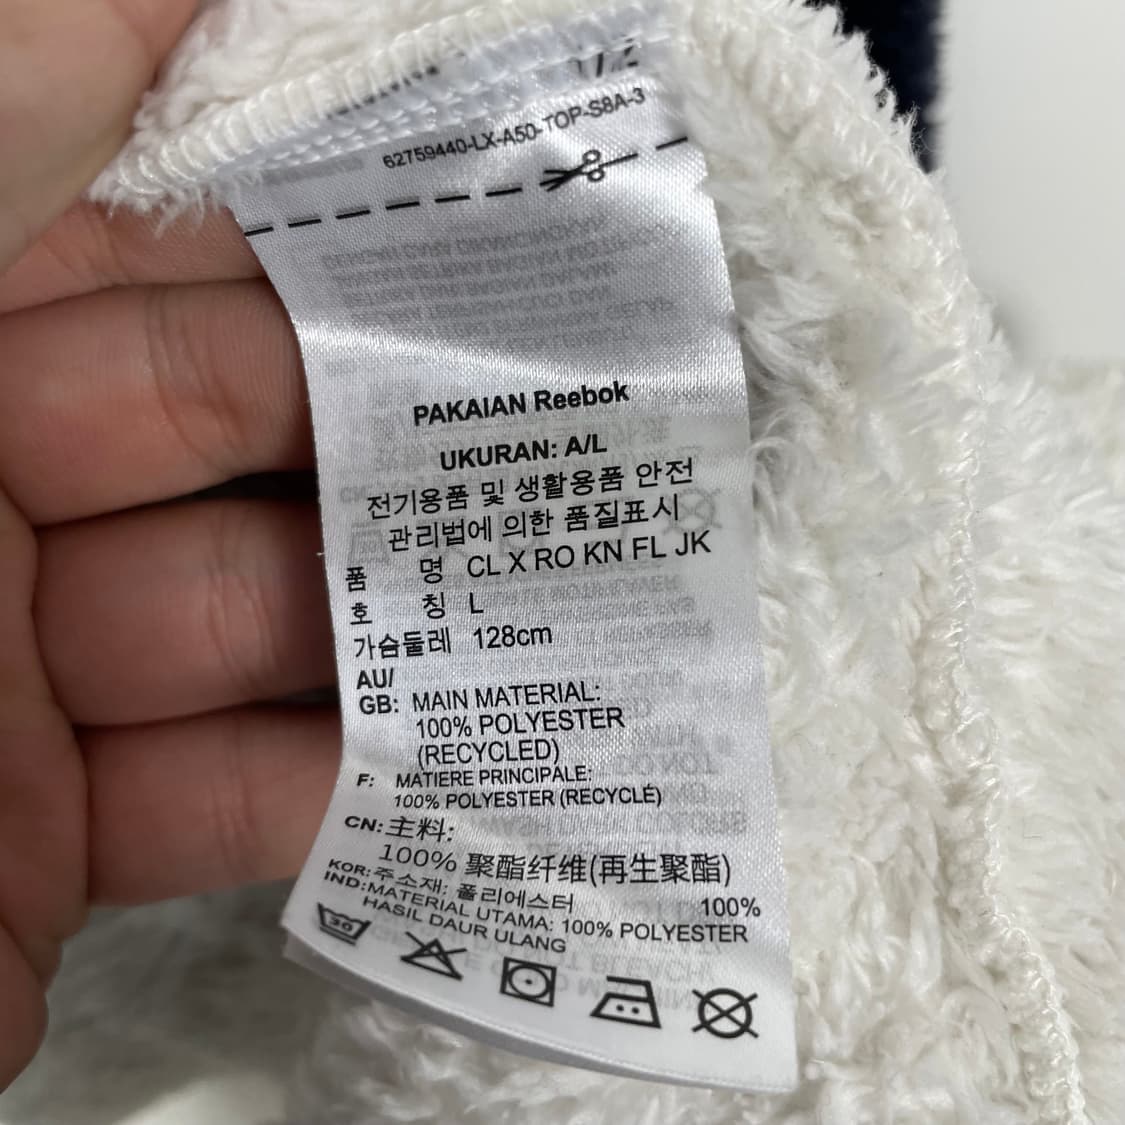 62759440-LX-A50-TOP-S8A-3
PAKAIAN Reebok
UKURAN: A/L
전기용품 및 생활용품 안전
관리법에 의한 품질표시
품 명 CL X RO KN FL JK
호 칭 L
가슴둘레 128cm
AU/
GB: MAIN MATERIAL:
100% POLYESTER
(RECYCLED)
F: MATIERE PRINCIPALE:
100% POLYESTER (RECYCLÉ)
CN: 主料:
100% 聚酯纤维(再生聚酯)
KOR: 주소재: 폴리에스터 100%
IND: MATERIAL UTAMA: 100% POLYESTER
HASIL DAUR ULANG
30